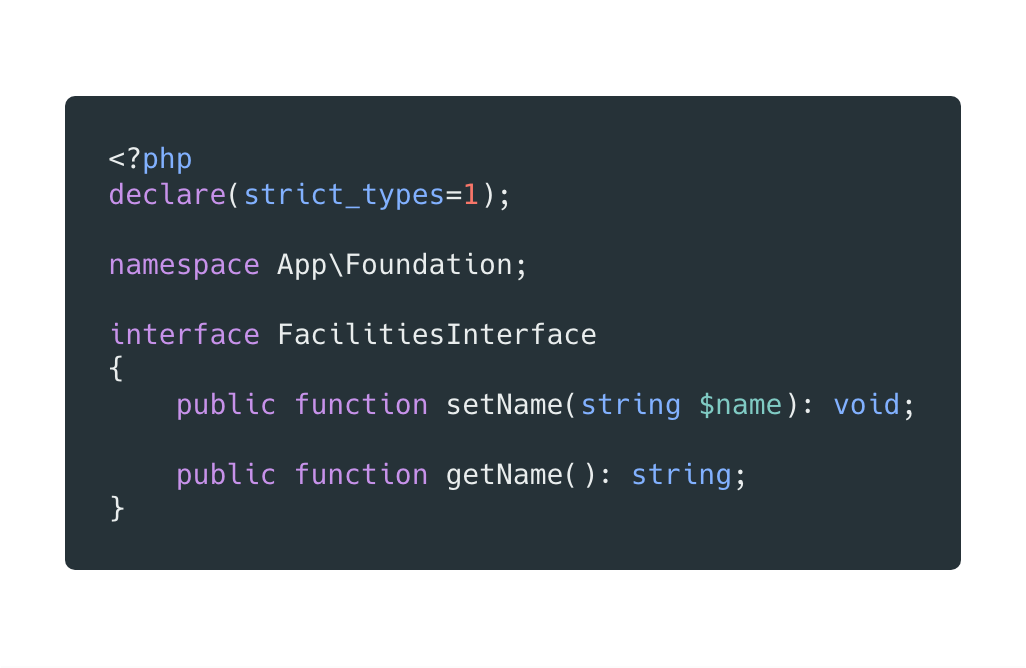 <?php
declare(strict_types=1);
namespace App\Foundation;
interface FacilitiesInterface
{
    public function setName(string $name): void;
    public function getName(): string;
}